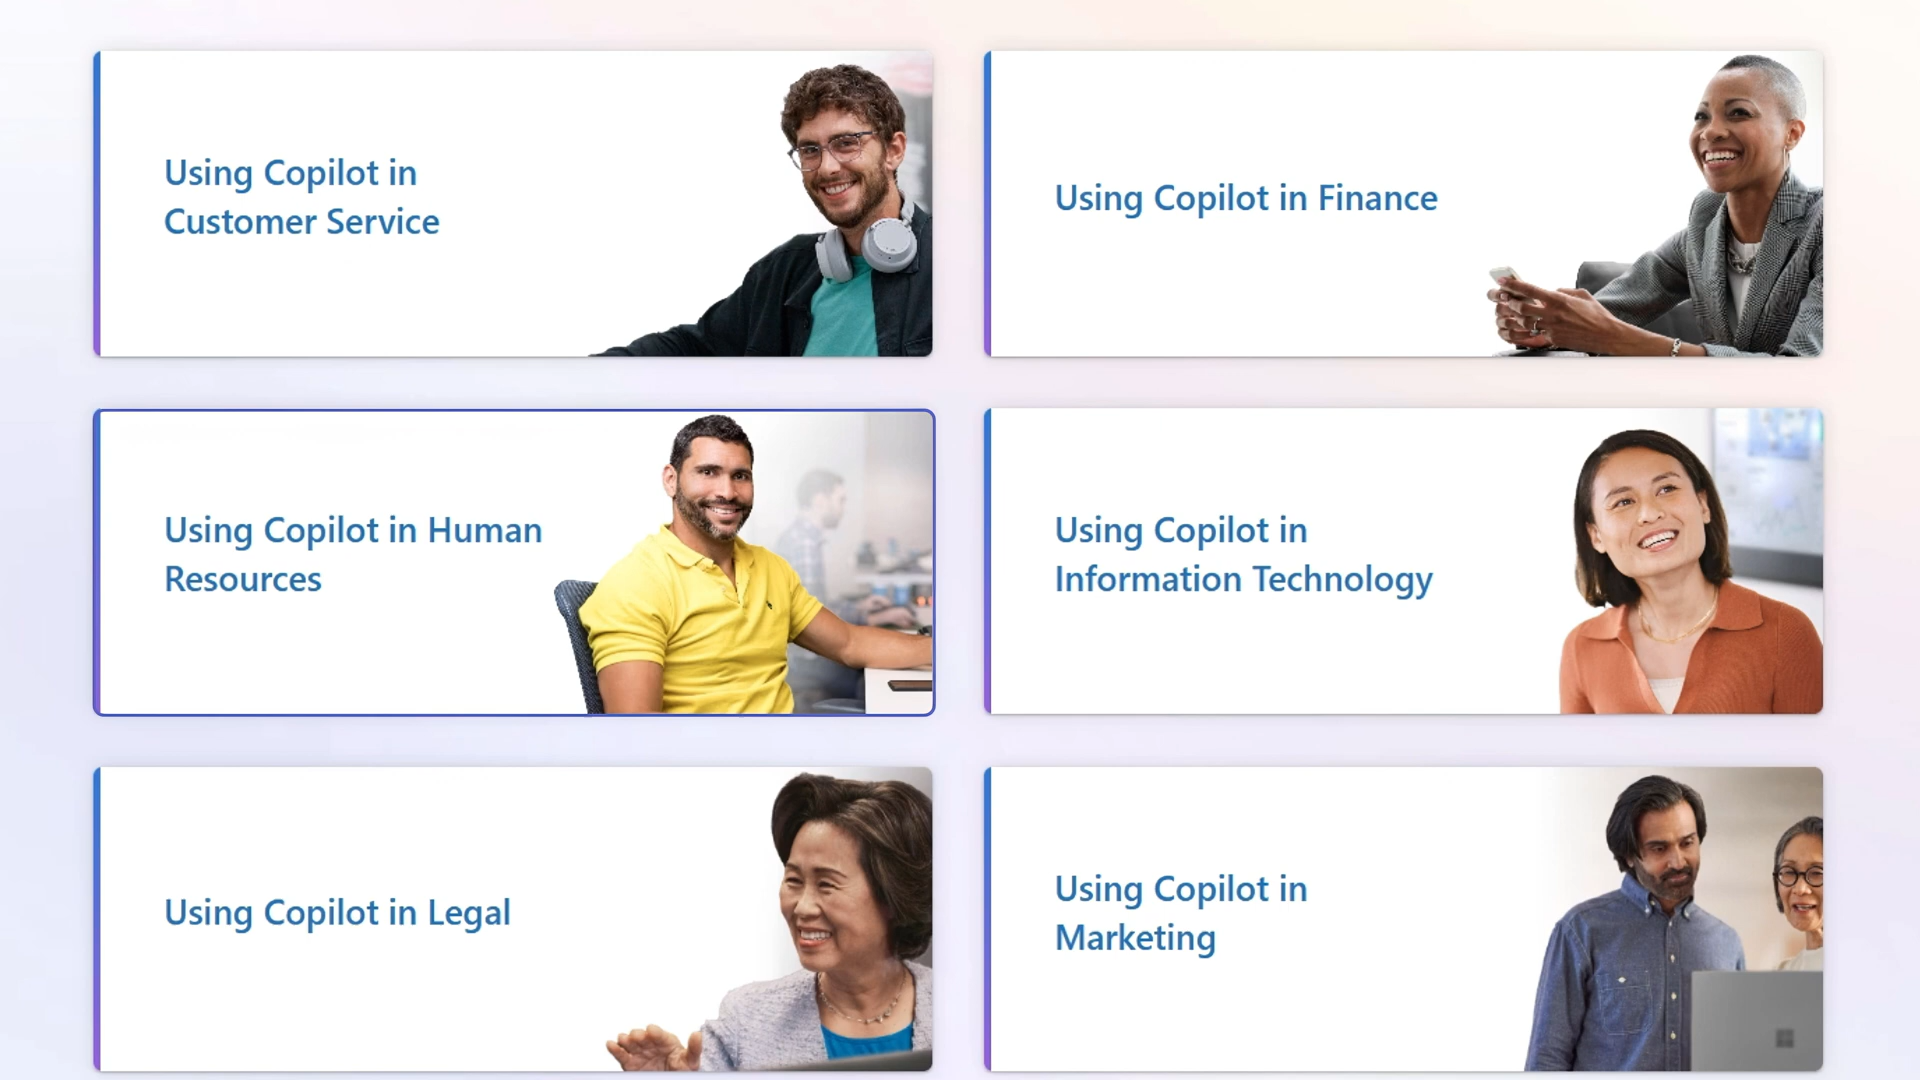 Using Copilot in
Customer Service
Using Copilot in Finance
Using Copilot in Human
Resources
Using Copilot in
Information Technology
Using Copilot in Legal
Using Copilot in
Marketing